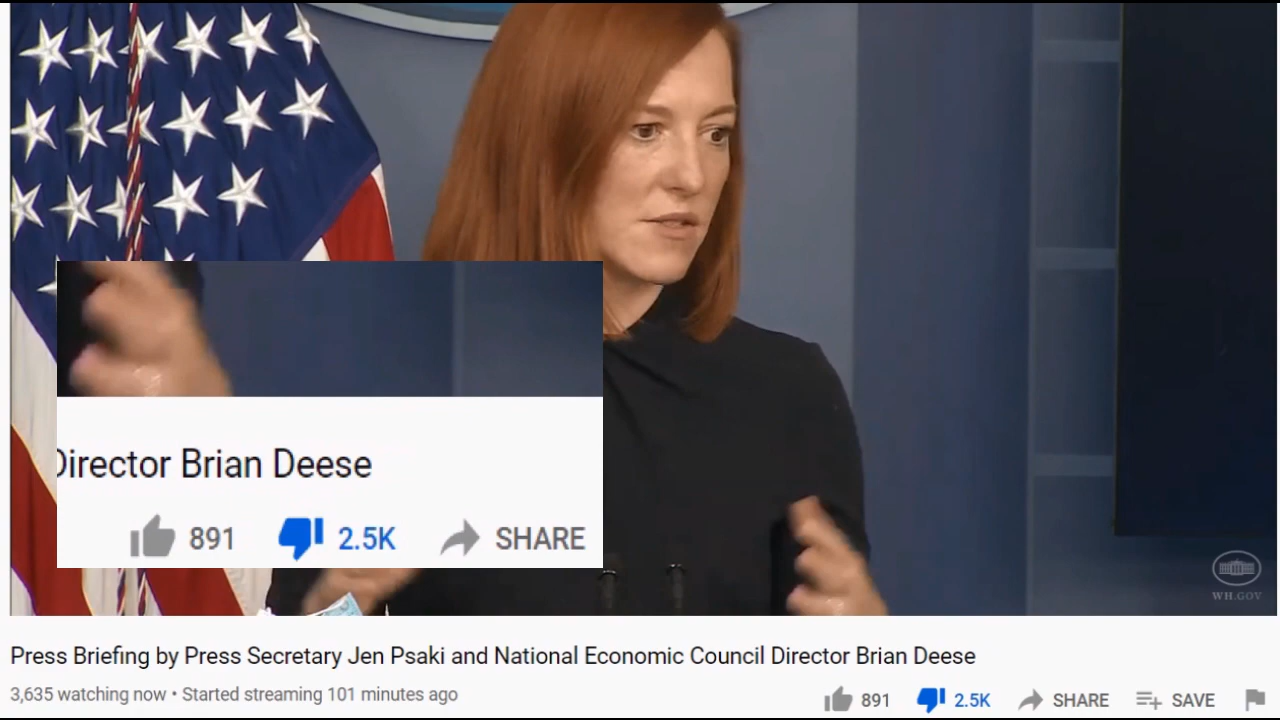 Director Brian Deese
891 2.5K SHARE
WH.GOV
Press Briefing by Press Secretary Jen Psaki and National Economic Council Director Brian Deese
3,635 watching now • Started streaming 101 minutes ago
891 2.5K SHARE SAVE